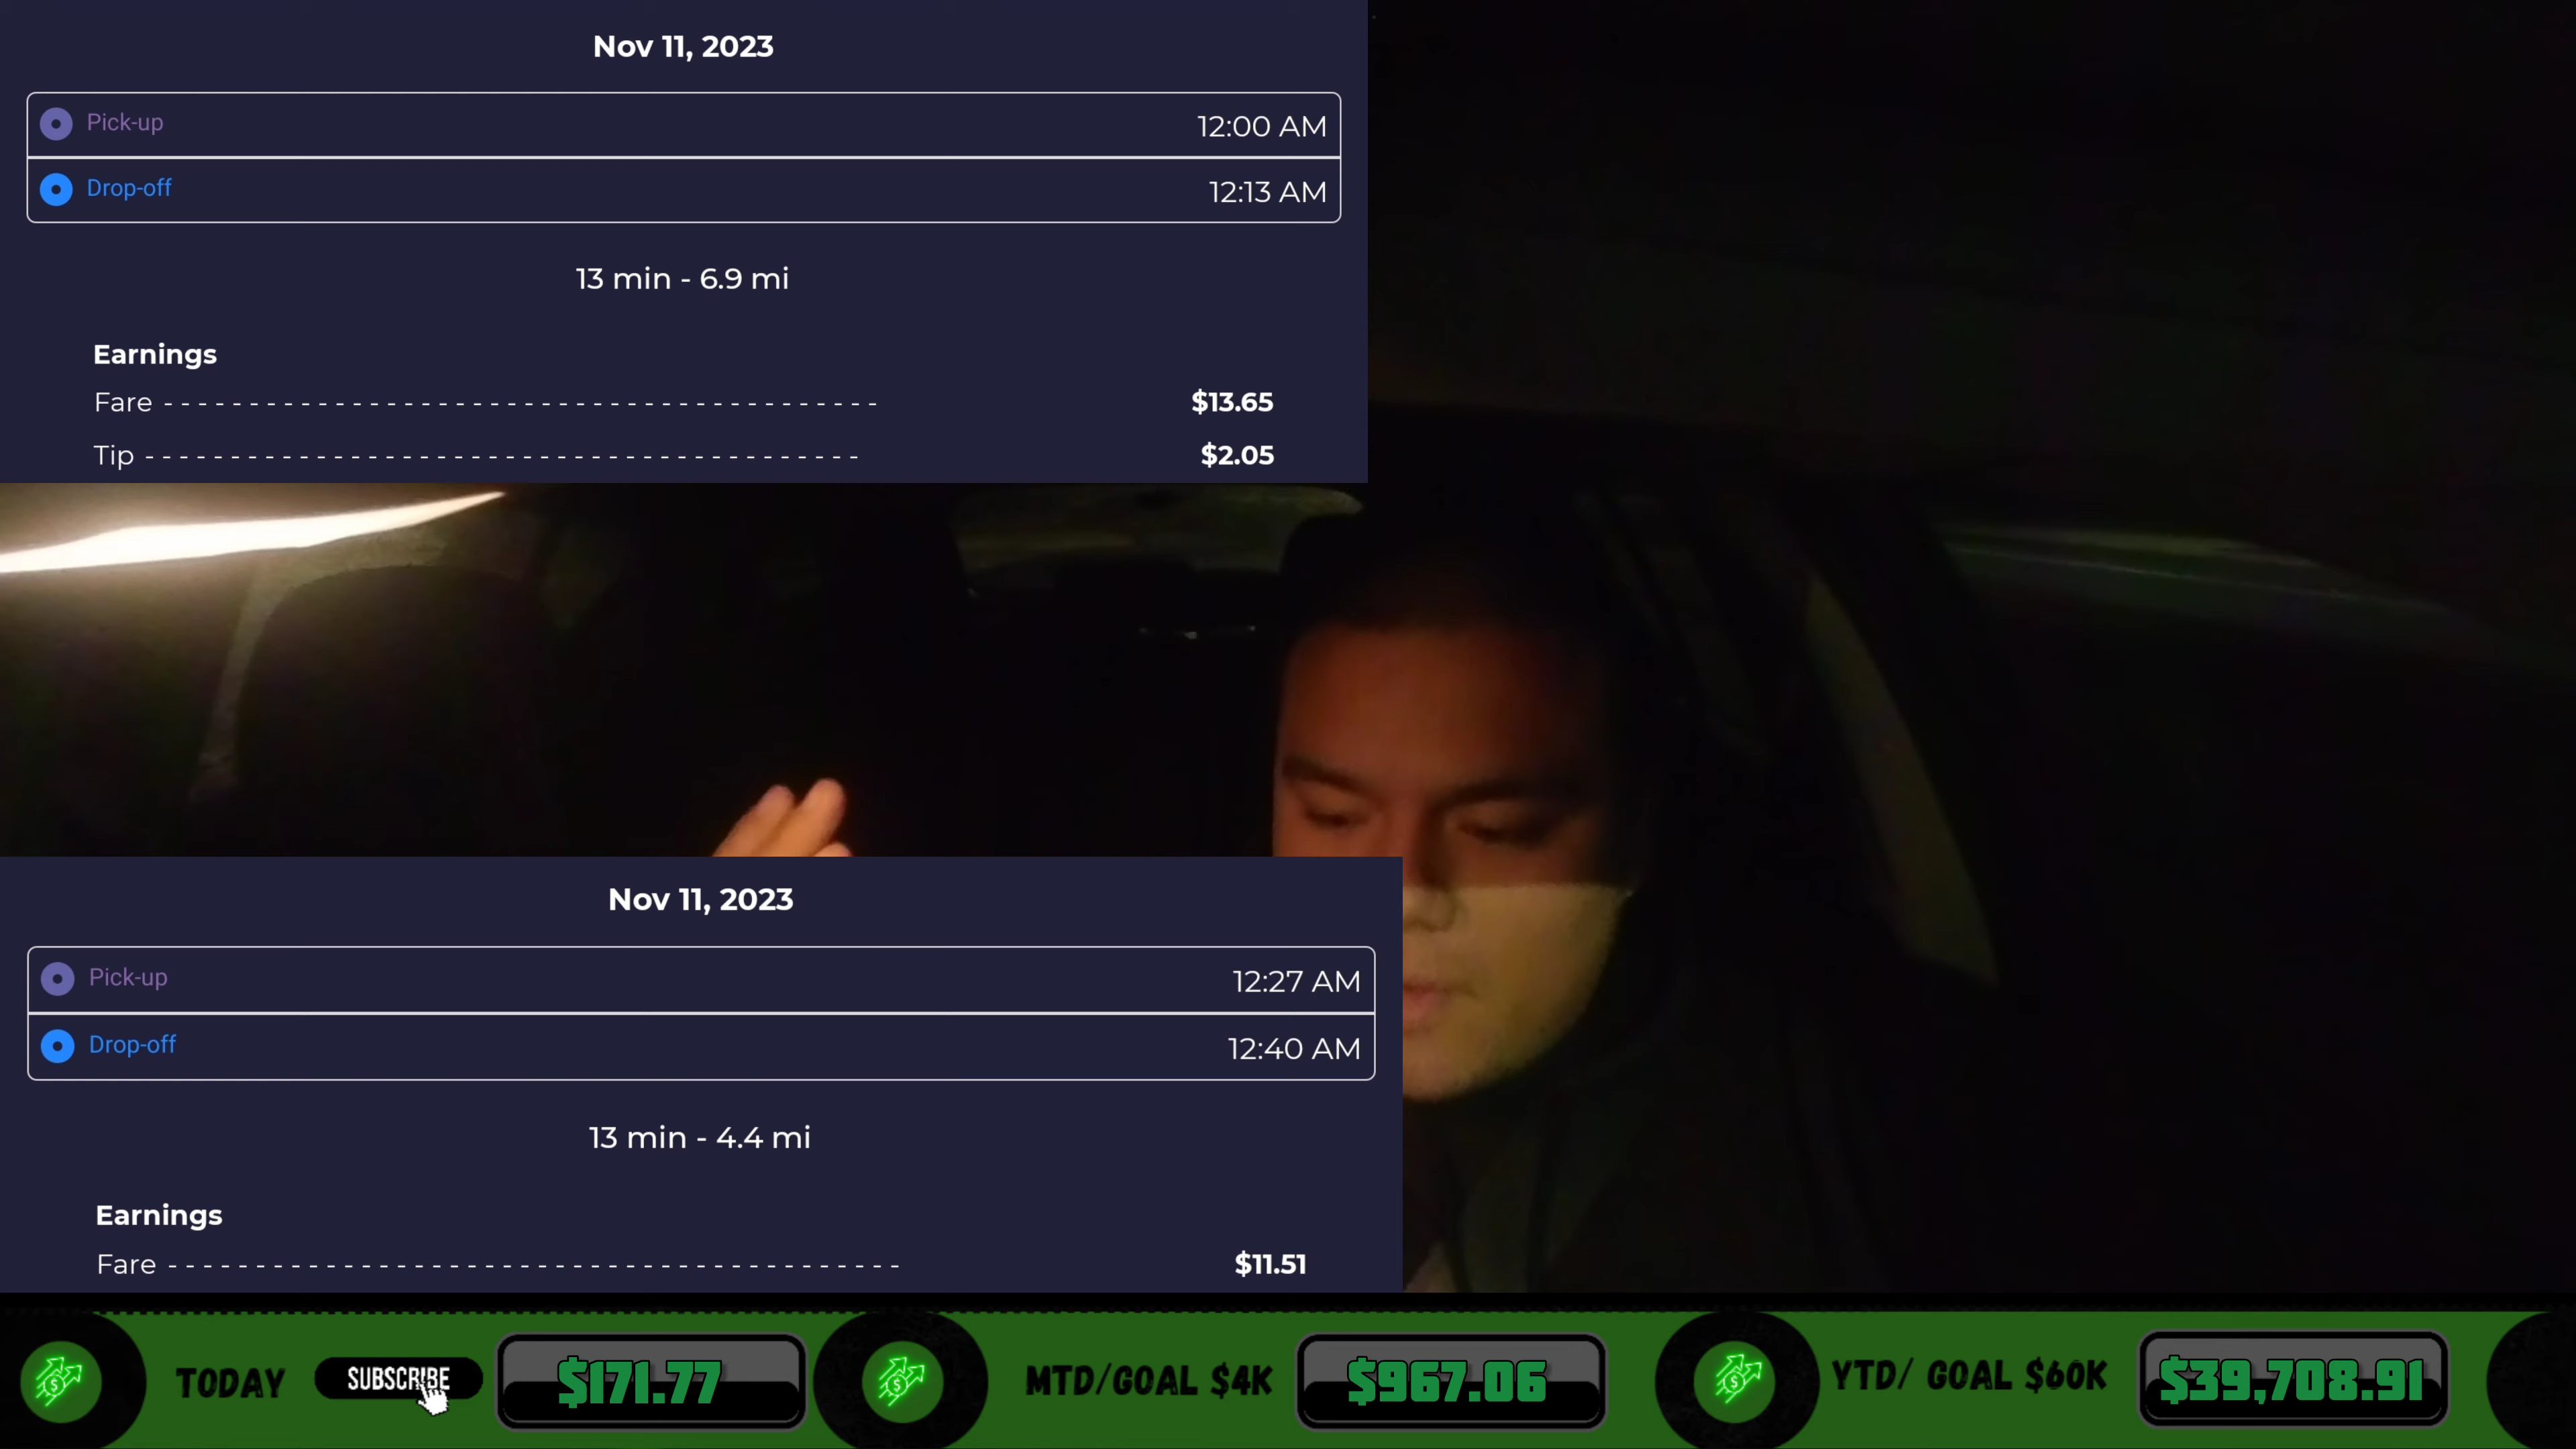 Nov 11, 2023
Pick-up 12:00 AM
Drop-off 12:13 AM
13 min - 6.9 mi
Earnings
Fare $13.65
Tip $2.05
Nov 11, 2023
Pick-up 12:27 AM
Drop-off 12:40 AM
13 min - 4.4 mi
Earnings
Fare $11.51
TODAY SUBSCRIBE $171.77 MTD/GOAL $4K $967.06 YTD/ GOAL $60K $39,708.91